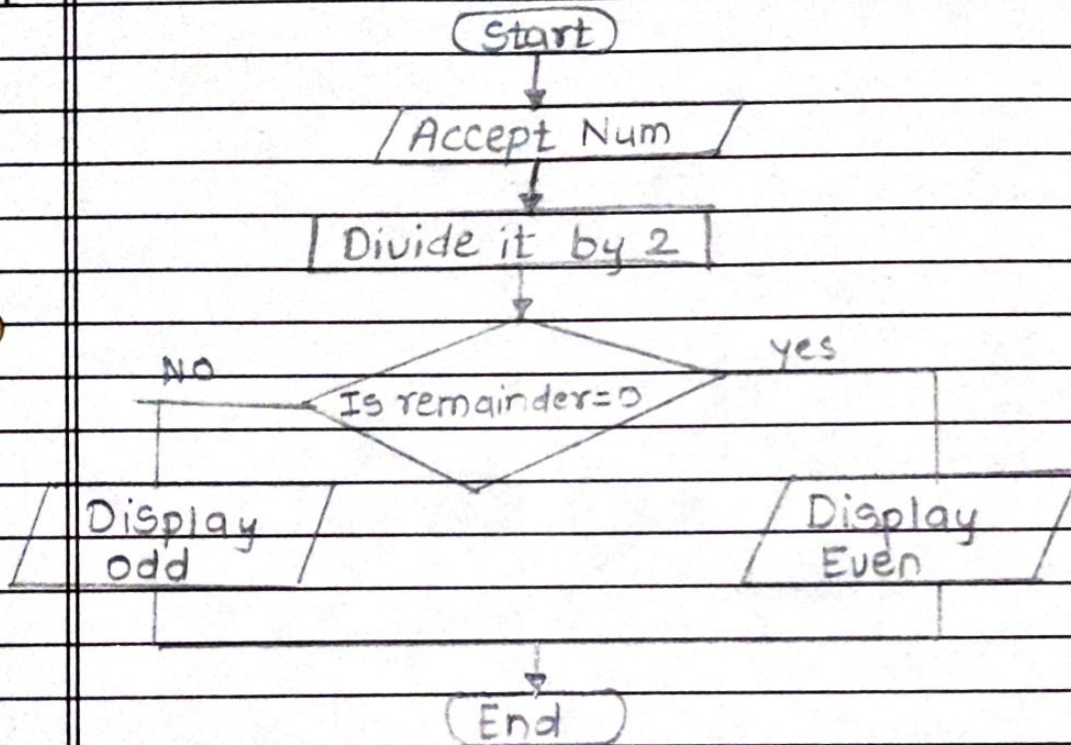 Start
Accept Num
Divide it by 2
NO
yes
Is remainder=0
Display
odd
Display
Even
End